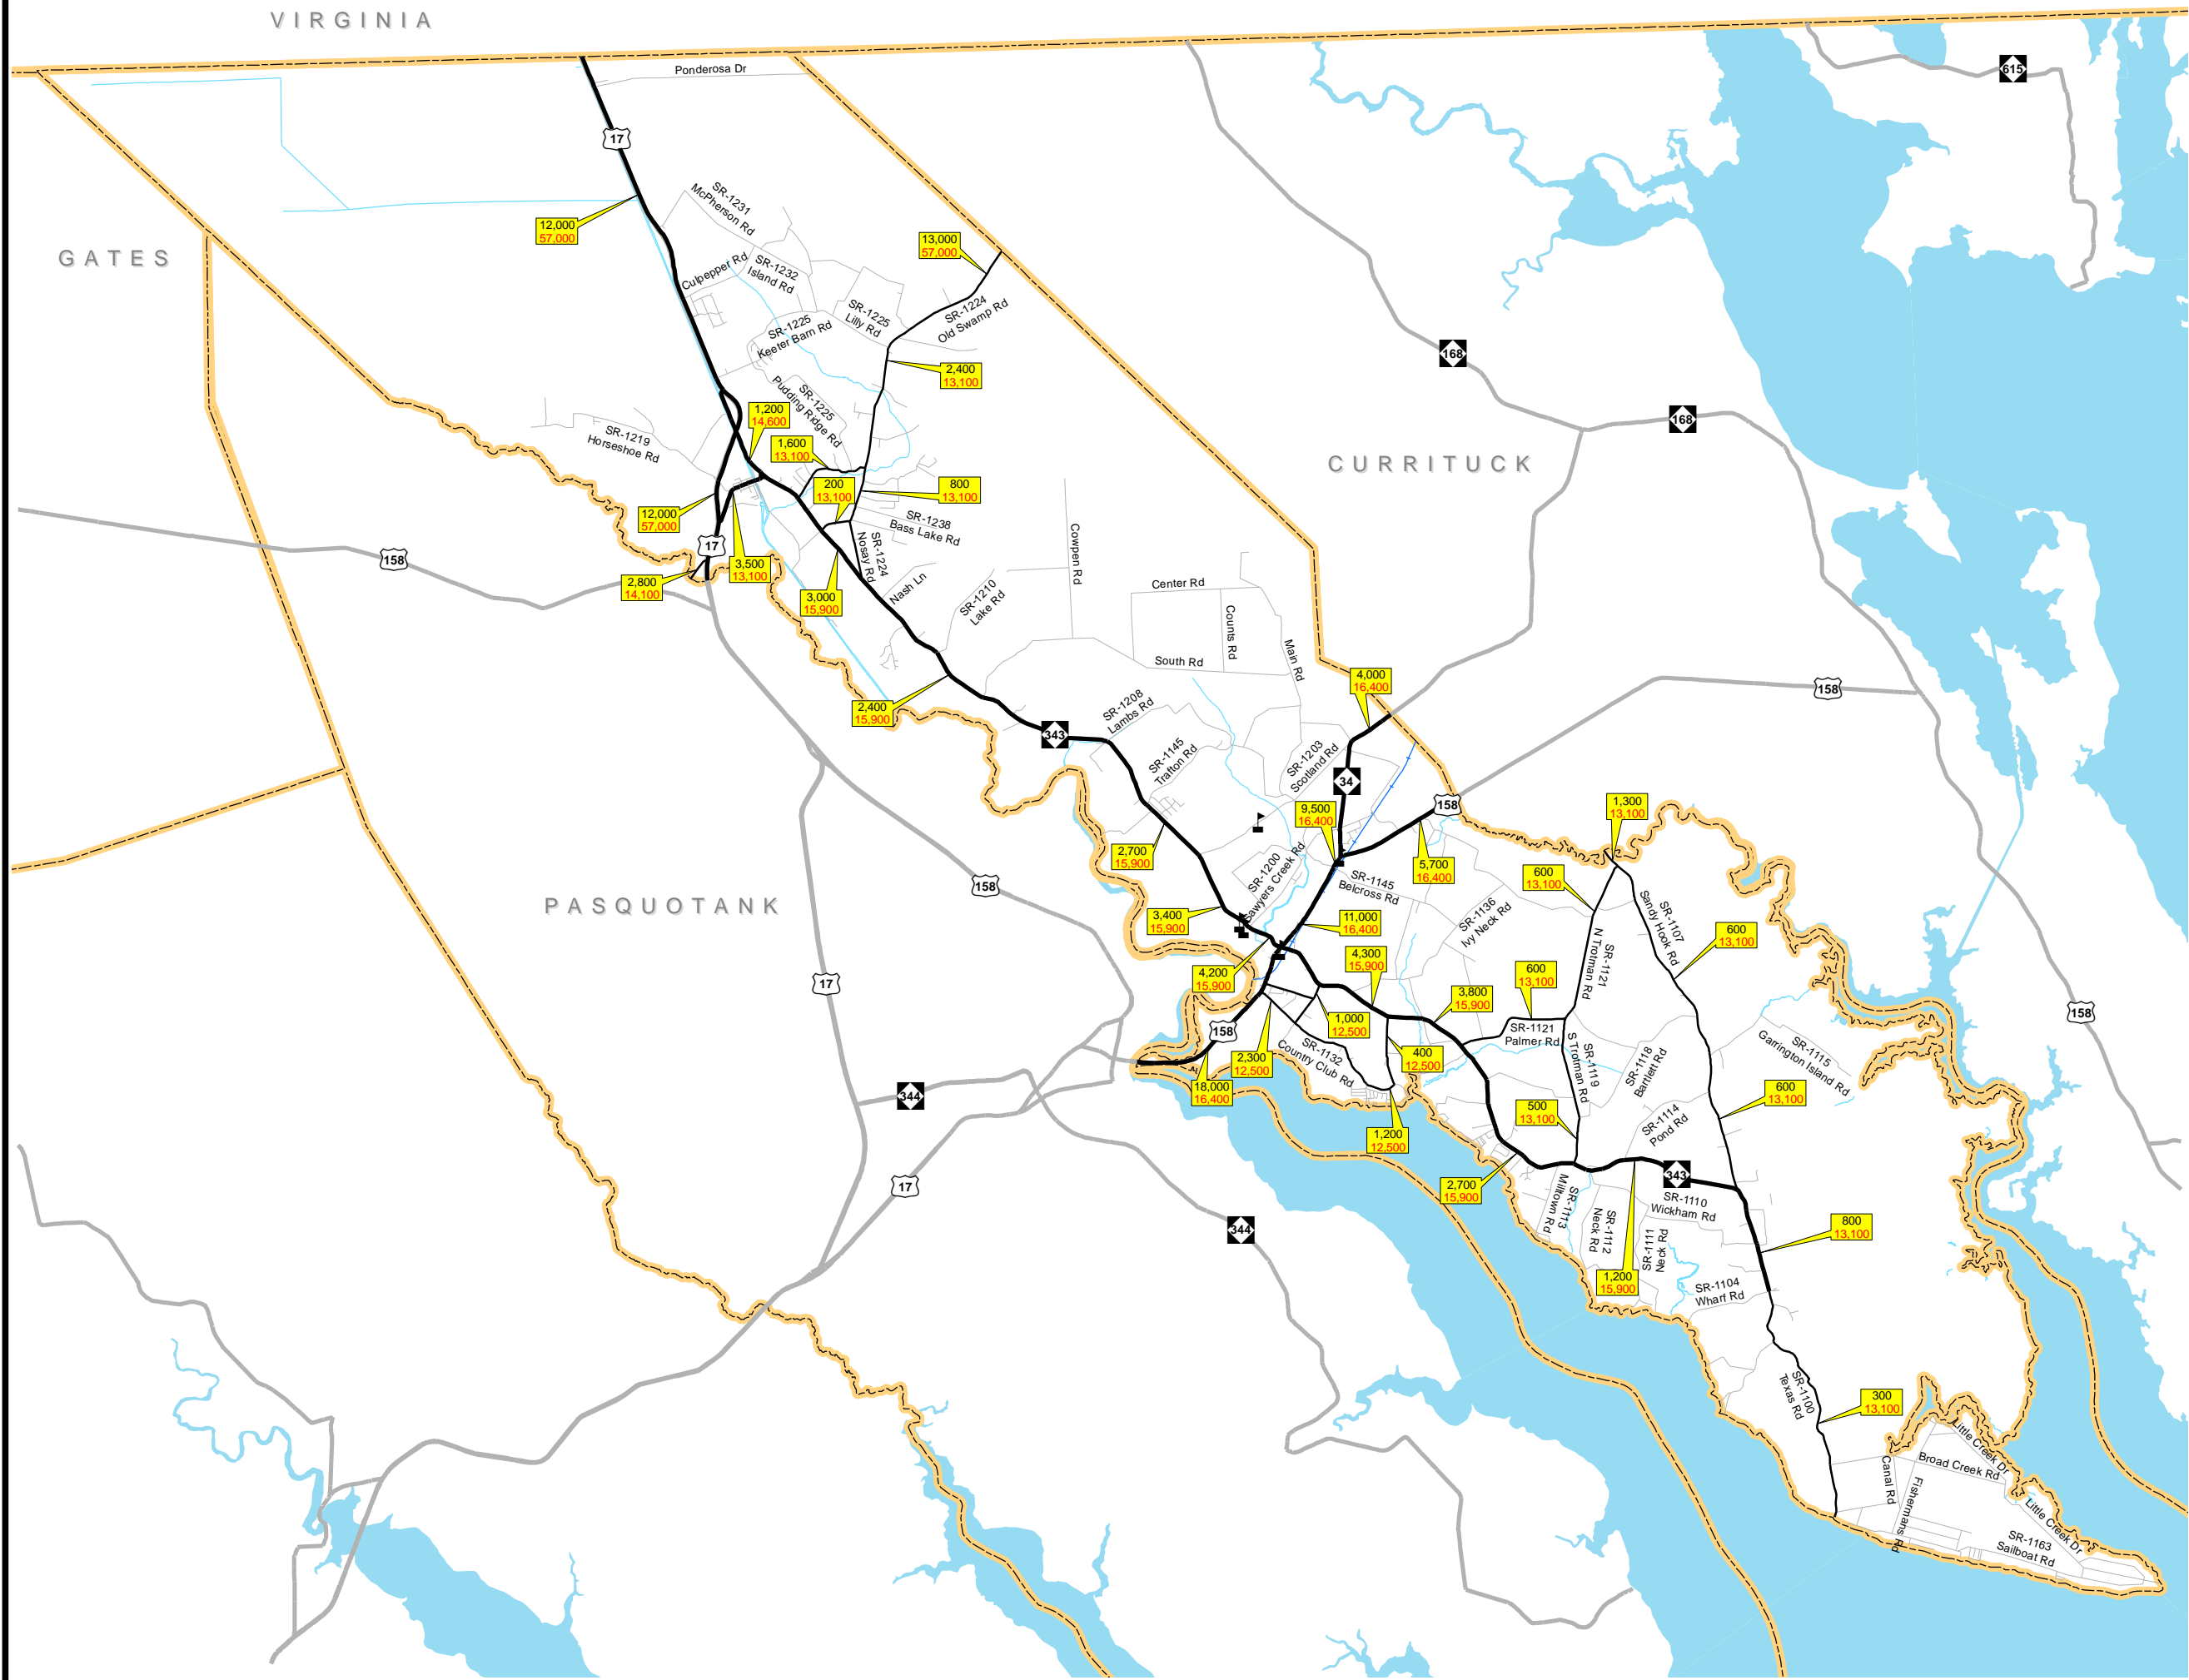 VIRGINIA
Ponderosa Dr
615
17
SR-1231
McPherson Rd
12,000
57,000
13,000
57,000
GATES
Culpepper Rd
SR-1232
Island Rd
SR-1225
Lilly Rd
SR-1224
Old Swamp Rd
SR-1225
Keeter Barn Rd
168
2,400
13,100
SR-1225
Pudding Ridge Rd
1,200
14,600
168
SR-1219
Horseshoe Rd
1,600
13,100
CURRITUCK
200
13,100
800
13,100
12,000
57,000
SR-1238
Bass Lake Rd
158
17
3,500
13,100
SR-1224
Nosay Rd
Cowpen Rd
2,800
14,100
3,000
15,900
Nash Ln
SR-1210
Lake Rd
Center Rd
Counts Rd
Main Rd
South Rd
4,000
16,400
158
2,400
15,900
SR-1208
Lambs Rd
343
SR-1145
Trafton Rd
SR-1203
Scotland Rd
34
158
9,500
16,400
1,300
13,100
2,700
15,900
SR-1200
Sawyers Creek Rd
5,700
16,400
600
13,100
SR-1145
Belcross Rd
158
PASQUOTANK
3,400
15,900
11,000
16,400
SR-1136
Ivy Neck Rd
SR-1107
Sandy Hook Rd
600
13,100
4,200
15,900
4,300
15,900
SR-1121
N Trotman Rd
600
13,100
17
3,800
15,900
158
1,000
12,500
158
SR-1121
Palmer Rd
2,300
12,500
SR-1132
Country Club Rd
400
12,500
SR-1119
S Trotman Rd
SR-1118
Bartlett Rd
SR-1115
Garrington Island Rd
344
18,000
16,400
600
13,100
500
13,100
SR-1114
Pond Rd
1,200
12,500
17
2,700
15,900
343
SR-1113
Milltown Rd
SR-1112
Neck Rd
SR-1111
Neck Rd
SR-1110
Wickham Rd
344
800
13,100
1,200
15,900
SR-1104
Wharf Rd
SR-1100
Texas Rd
300
13,100
Little Creek Dr
Broad Creek Rd
Canal Rd
Fishermans Rd
Little Creek Dr
SR-1163
Sailboat Rd